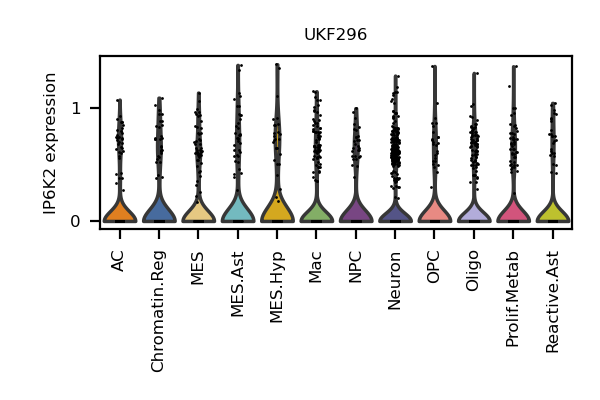 UKF296
IP6K2 expression
1
0
AC
Chromatin.Reg
MES
MES.Ast
MES.Hyp
Mac
NPC
Neuron
OPC
Oligo
Prolif.Metab
Reactive.Ast